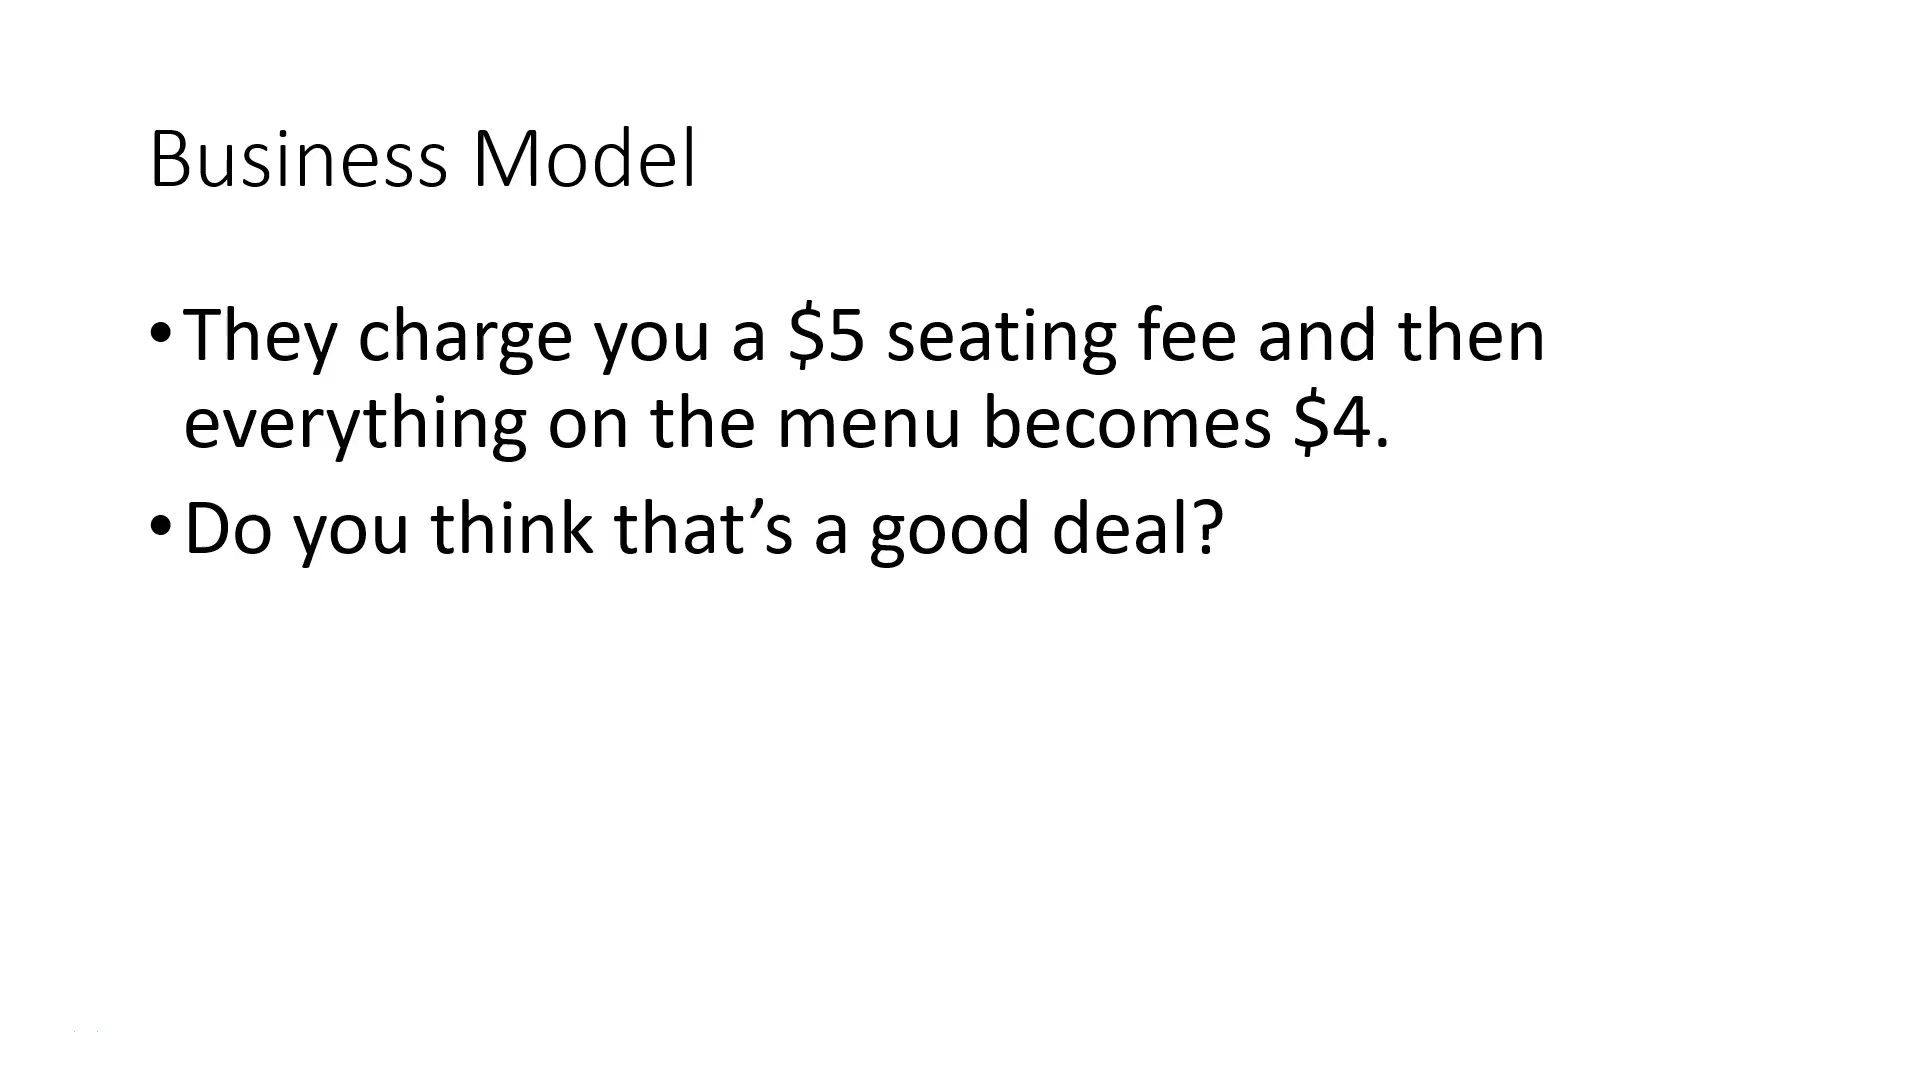 Business Model
•They charge you a $5 seating fee and then
everything on the menu becomes $4.
•Do you think that’s a good deal?